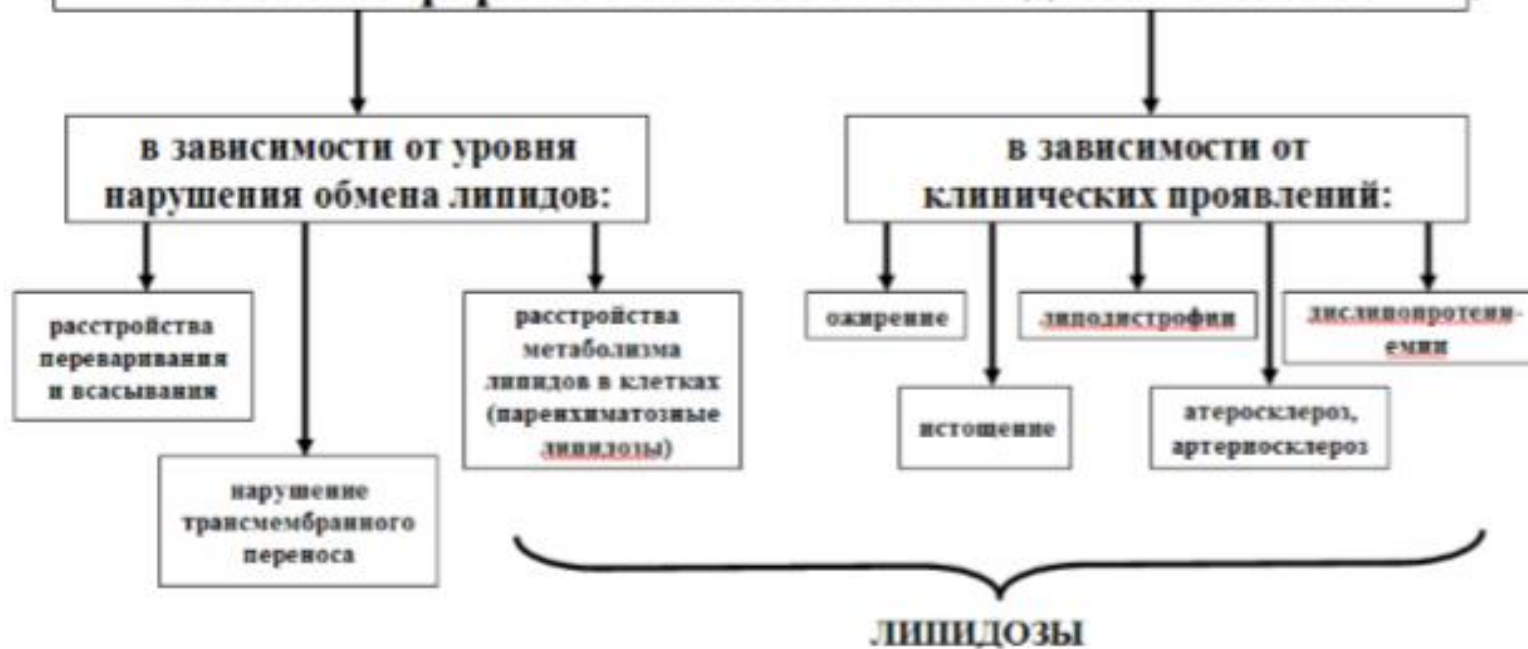 в зависимости от уровня
нарушения обмена липидов:
в зависимости от
клинических проявлений:
расстройства
переваривания
и всасывания
нарушение
трансмембранного
переноса
расстройства
метаболизма
липидов в клетках
(паренхиматозные
липидозы)
ожирение
истощение
липодистрофии
атеросклероз,
артериосклероз
дислипопротеин-
емии
ЛИПИДОЗЫ